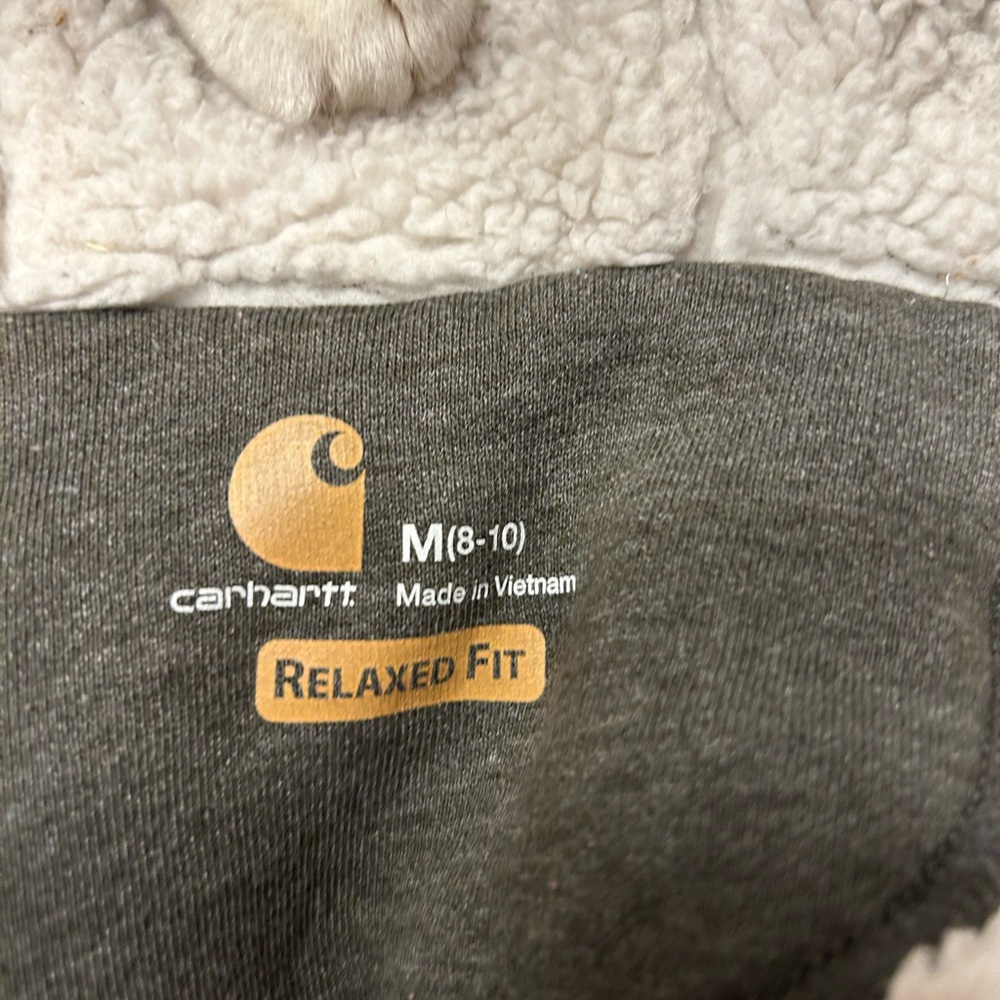 M(8-10)
carhartt. Made in Vietnam
RELAXED FIT